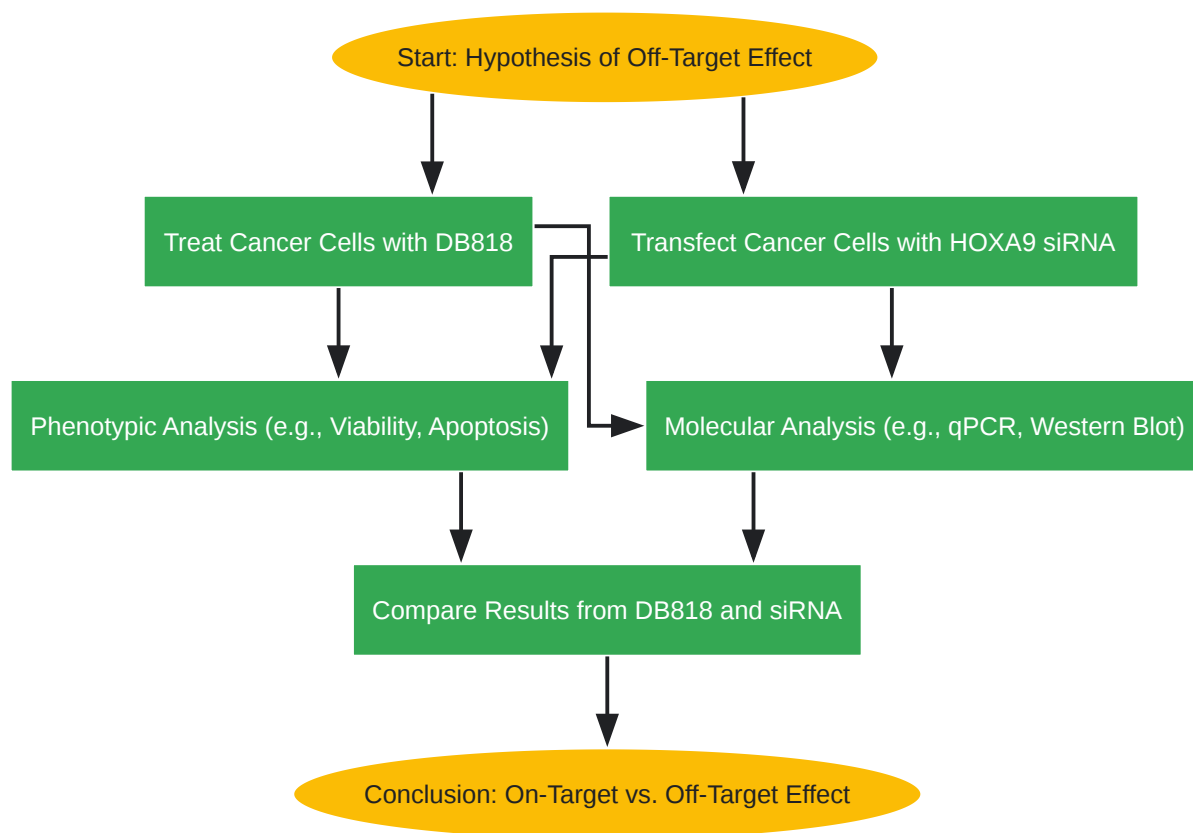 Start: Hypothesis of Off-Target Effect
Treat Cancer Cells with DB818
Transfect Cancer Cells with HOXA9 siRNA
Phenotypic Analysis (e.g., Viability, Apoptosis)
Molecular Analysis (e.g., qPCR, Western Blot)
Compare Results from DB818 and siRNA
Conclusion: On-Target vs. Off-Target Effect